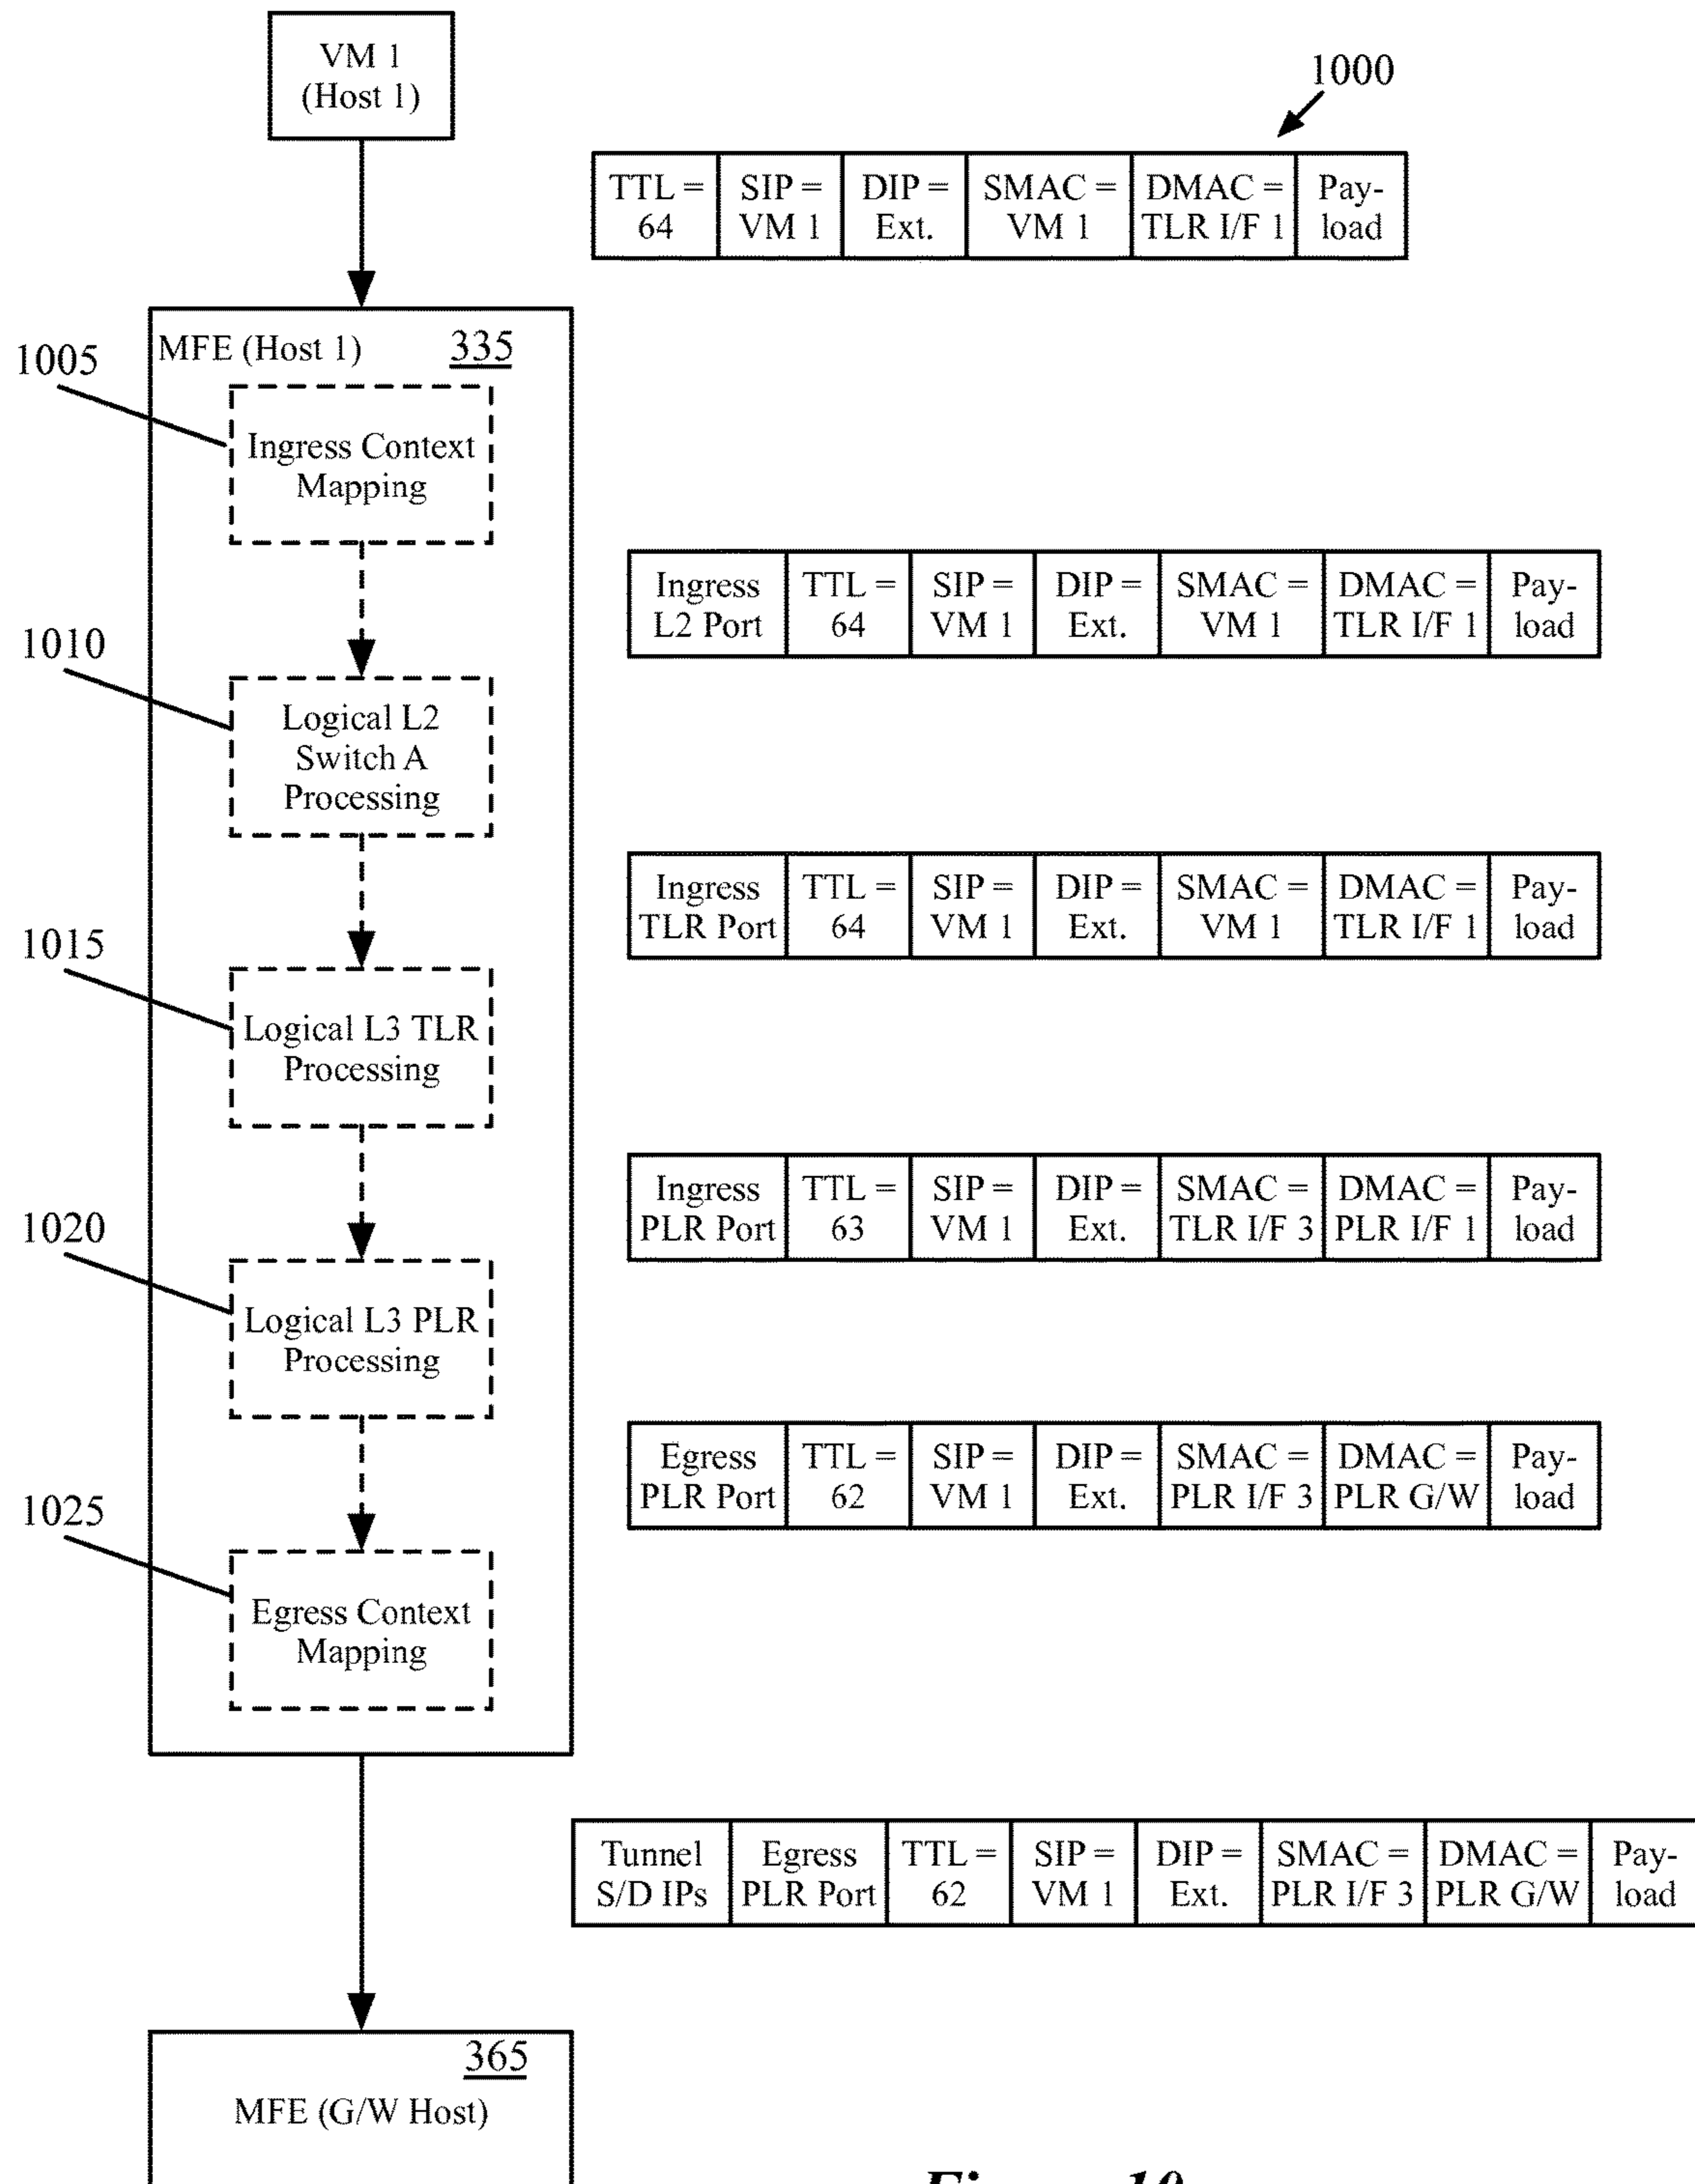 VM 1
(Host 1)
1000
TTL =
64
SIP =
VM 1
DIP =
Ext.
SMAC =
VM 1
DMAC =
TLR I/F 1
Pay-
load
MFE (Host 1)
335
1005
Ingress Context
Mapping
Ingress
L2 Port
TTL =
64
SIP =
VM 1
DIP =
Ext.
SMAC =
VM 1
DMAC =
TLR I/F 1
Pay-
load
1010
Logical L2
Switch A
Processing
Ingress
TLR Port
TTL =
64
SIP =
VM 1
DIP =
Ext.
SMAC =
VM 1
DMAC =
TLR I/F 1
Pay-
load
1015
Logical L3 TLR
Processing
Ingress
PLR Port
TTL =
63
SIP =
VM 1
DIP =
Ext.
SMAC =
TLR I/F 3
DMAC =
PLR I/F 1
Pay-
load
1020
Logical L3 PLR
Processing
Egress
PLR Port
TTL =
62
SIP =
VM 1
DIP =
Ext.
SMAC =
PLR I/F 3
DMAC =
PLR G/W
Pay-
load
1025
Egress Context
Mapping
Tunnel
S/D IPs
Egress
PLR Port
TTL =
62
SIP =
VM 1
DIP =
Ext.
SMAC =
PLR I/F 3
DMAC =
PLR G/W
Pay-
load
365
MFE (G/W Host)
Figure 10